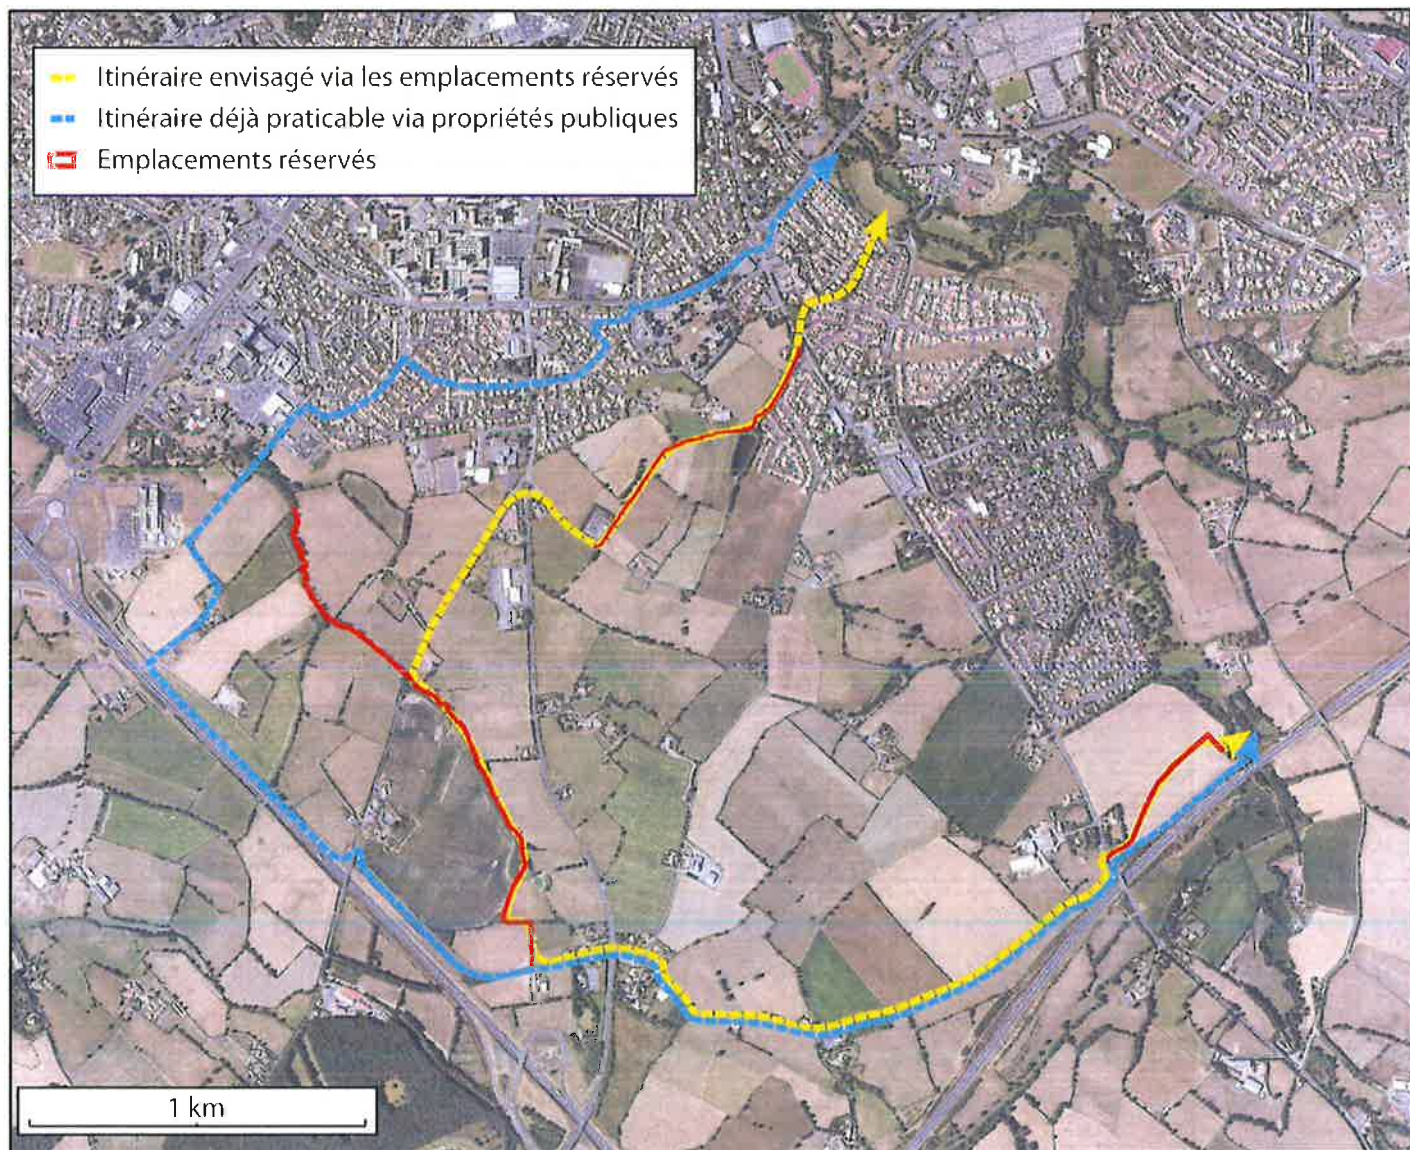 Itinéraire envisagé via les emplacements réservés
Itinéraire déjà praticable via propriétés publiques
Emplacements réservés
1 km